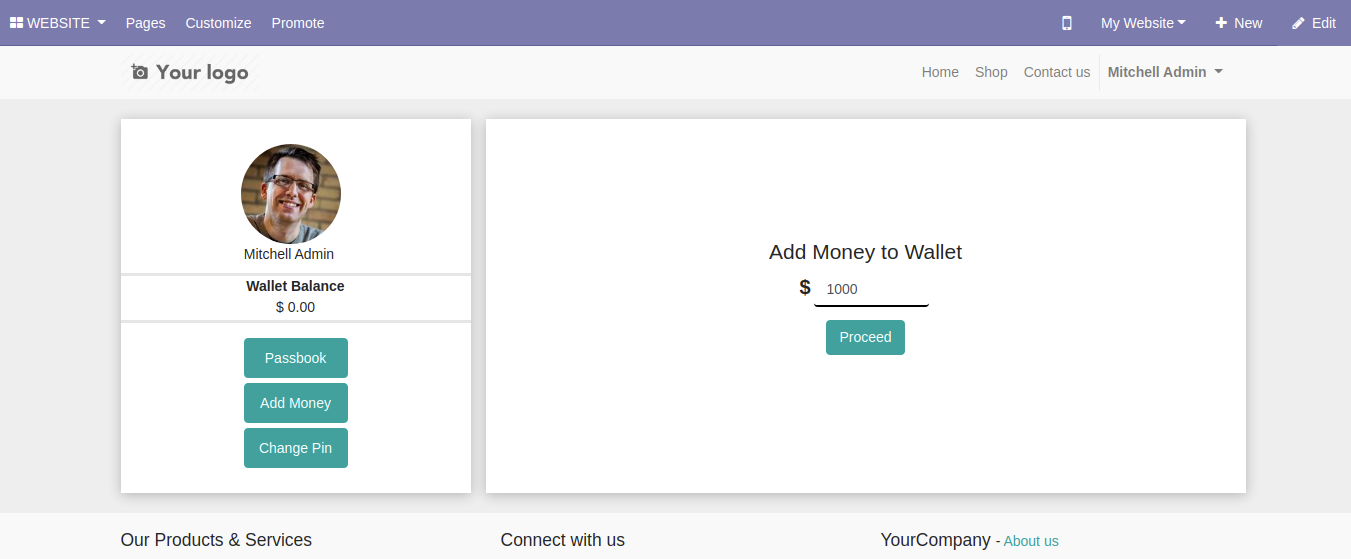 WEBSITE Pages Customize Promote My Website New Edit
Your logo Home Shop Contact us Mitchell Admin
Mitchell Admin
Wallet Balance
$ 0.00
Passbook
Add Money
Change Pin
Add Money to Wallet
$ 1000
Proceed
Our Products & Services Connect with us YourCompany - About us